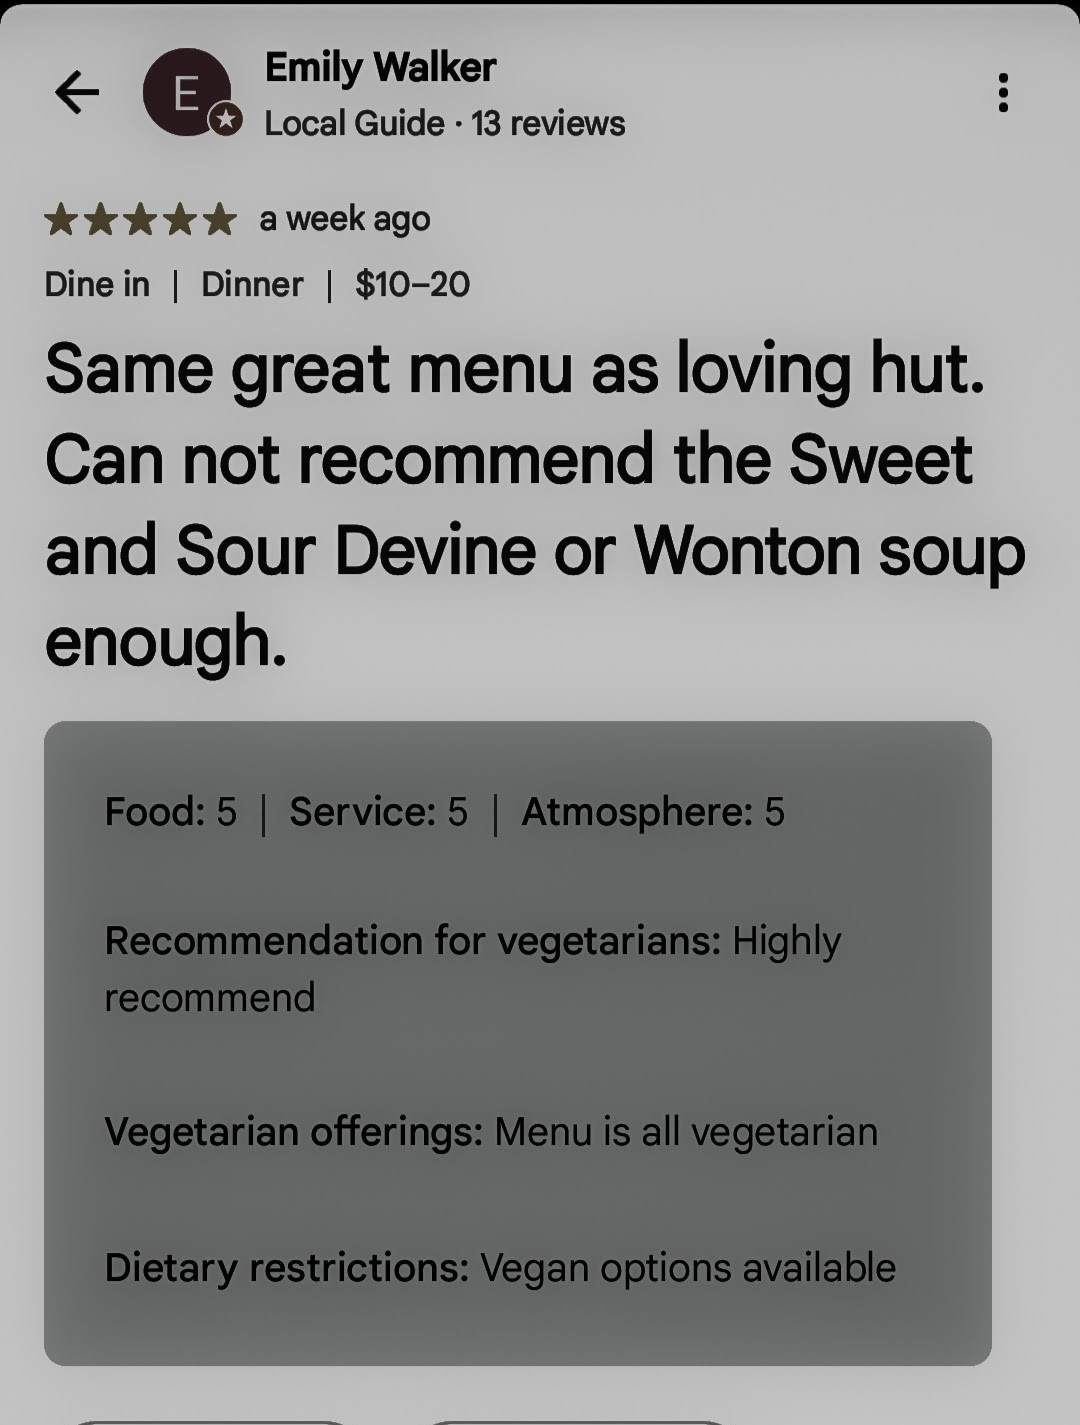 E
Emily Walker
Local Guide · 13 reviews
a week ago
Dine in | Dinner | $10–20
Same great menu as loving hut.
Can not recommend the Sweet
and Sour Devine or Wonton soup
enough.
Food: 5 | Service: 5 | Atmosphere: 5
Recommendation for vegetarians: Highly
recommend
Vegetarian offerings: Menu is all vegetarian
Dietary restrictions: Vegan options available